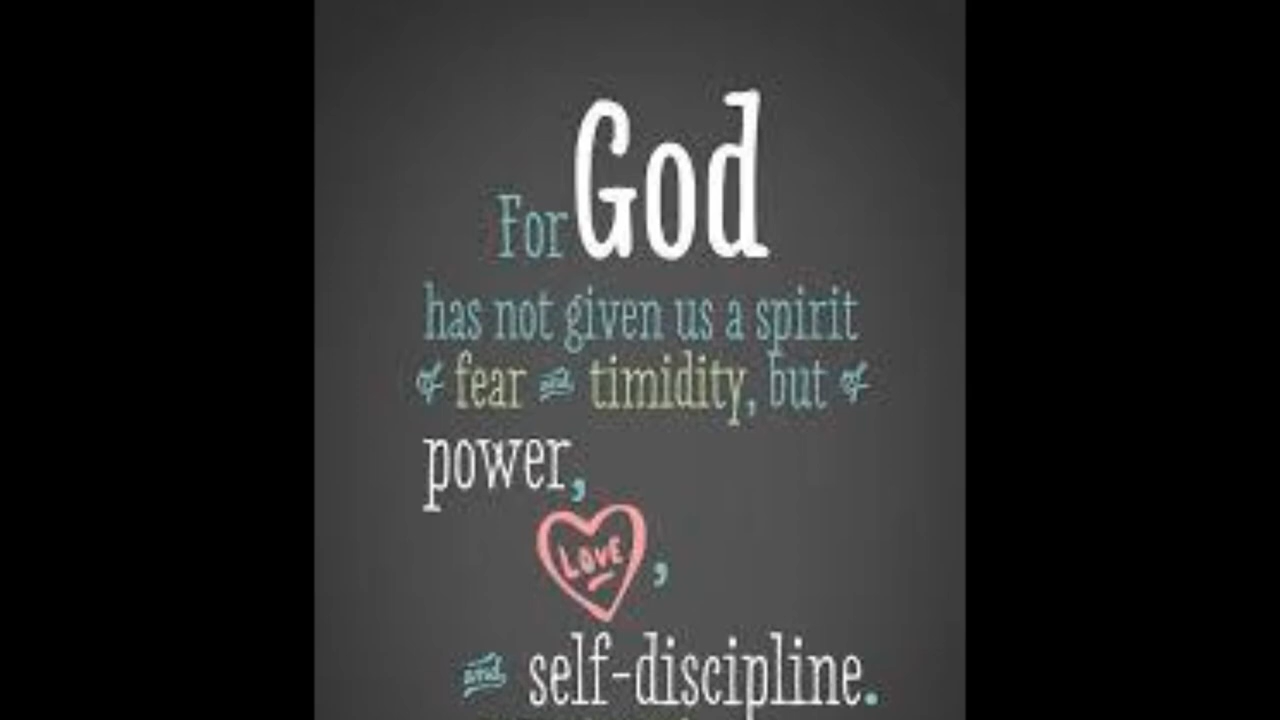 For God
has not given us a spirit
of fear and timidity, but of
power,
LOVE,
and self-discipline.